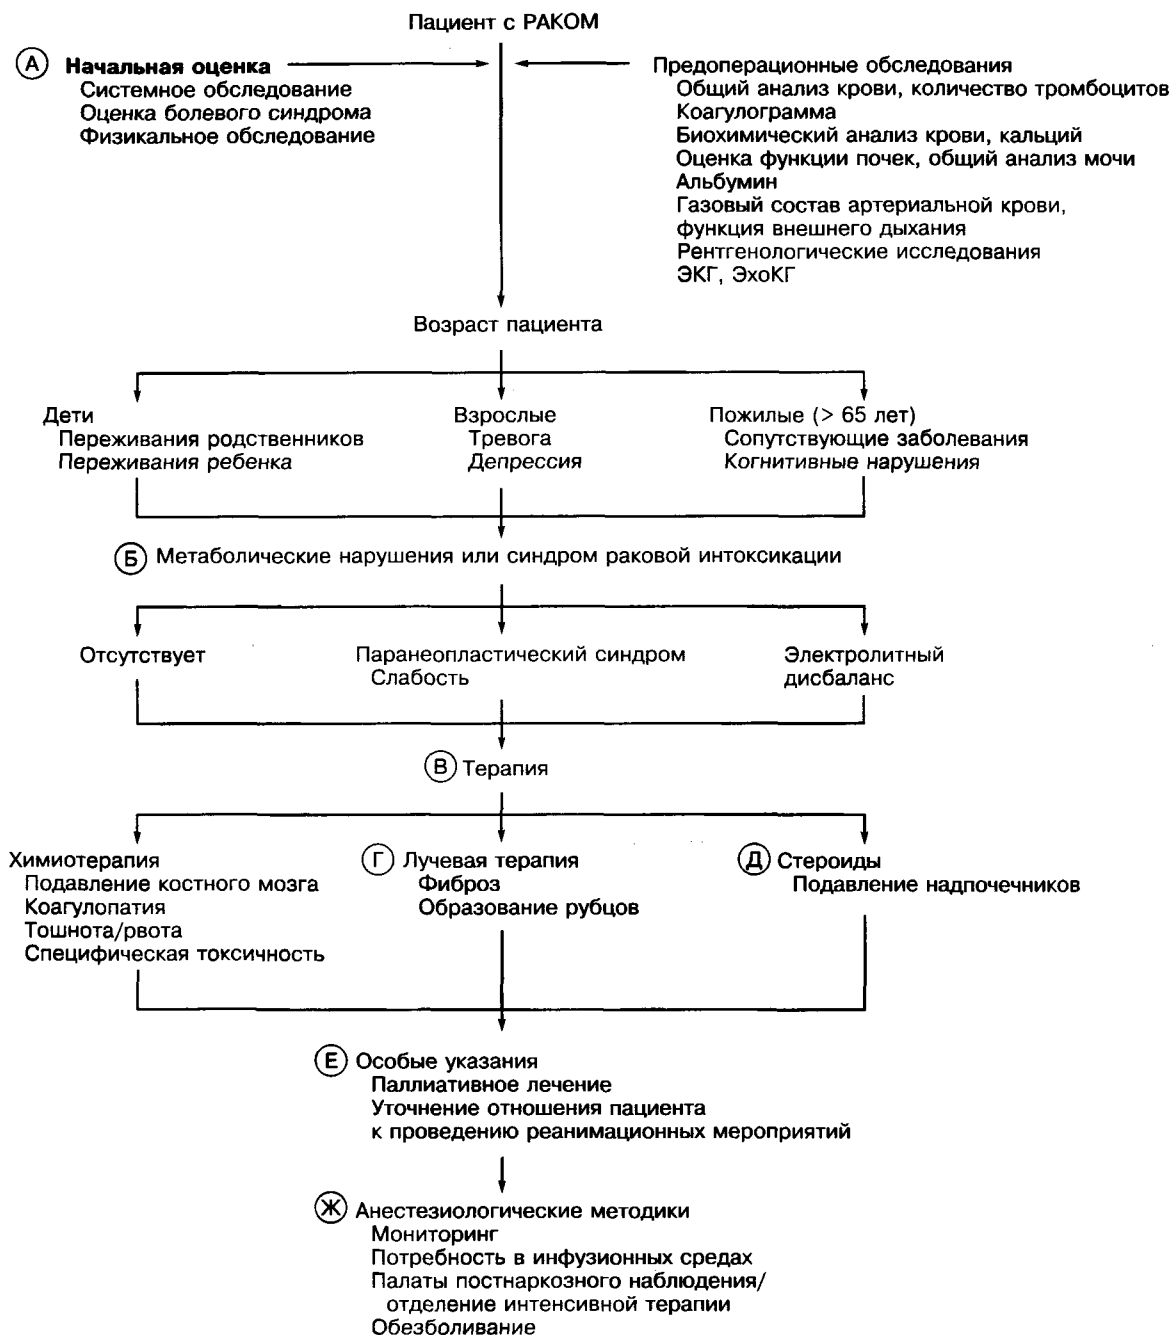 Пациент с РАКОМ
А Начальная оценка
Системное обследование
Оценка болевого синдрома
Физикальное обследование
Предоперационные обследования
Общий анализ крови, количество тромбоцитов
Коагулограмма
Биохимический анализ крови, кальций
Оценка функции почек, общий анализ мочи
Альбумин
Газовый состав артериальной крови,
функция внешнего дыхания
Рентгенологические исследования
ЭКГ, ЭхоКГ
Возраст пациента
Дети
Переживания родственников
Переживания ребенка
Взрослые
Тревога
Депрессия
Пожилые (> 65 лет)
Сопутствующие заболевания
Когнитивные нарушения
Б Метаболические нарушения или синдром раковой интоксикации
Отсутствует
Паранеопластический синдром
Слабость
Электролитный
дисбаланс
В Терапия
Химиотерапия
Подавление костного мозга
Коагулопатия
Тошнота/рвота
Специфическая токсичность
Г Лучевая терапия
Фиброз
Образование рубцов
Д Стероиды
Подавление надпочечников
Е Особые указания
Паллиативное лечение
Уточнение отношения пациента
к проведению реанимационных мероприятий
Ж Анестезиологические методики
Мониторинг
Потребность в инфузионных средах
Палаты постнаркозного наблюдения/
отделение интенсивной терапии
Обезболивание